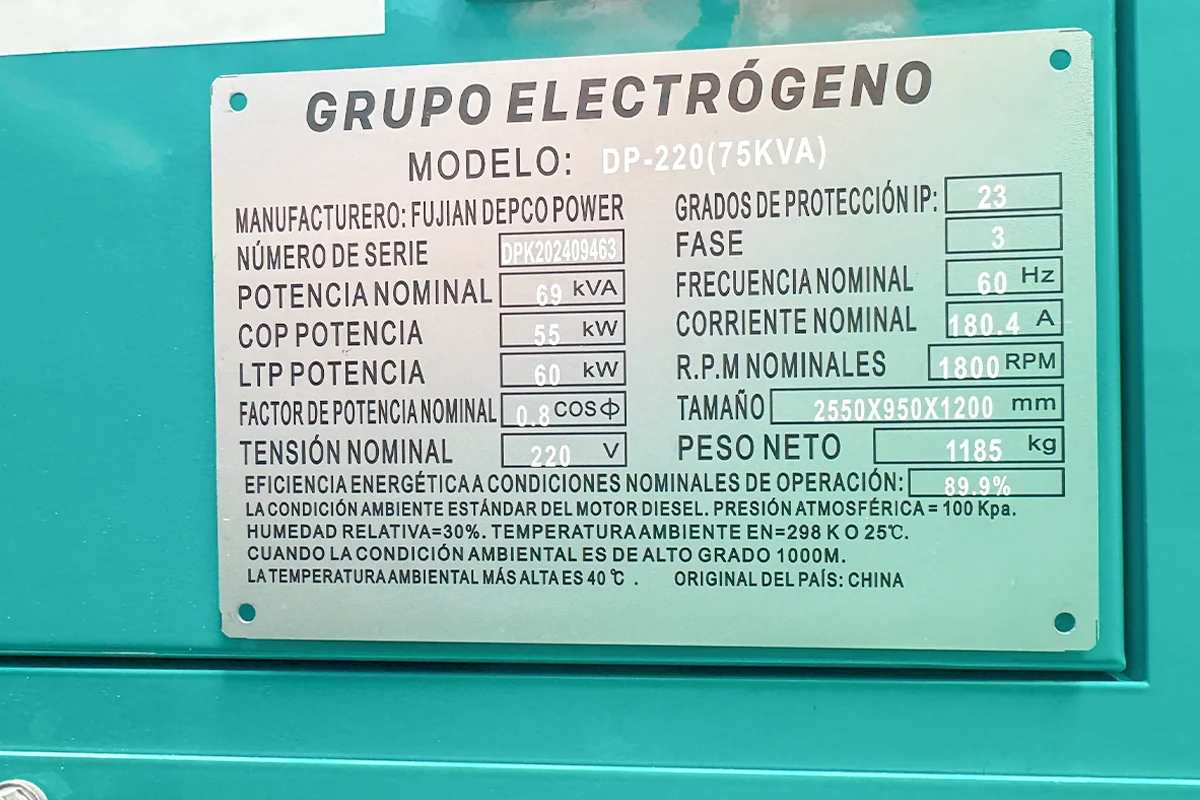 GRUPO ELECTRÓGENO
MODELO: DP-220(75KVA)
MANUFACTURERO: FUJIAN DEPCO POWER
NÚMERO DE SERIE DPK202409463
POTENCIA NOMINAL 69 kVA
COP POTENCIA 55 kW
LTP POTENCIA 60 kW
FACTOR DE POTENCIA NOMINAL 0.8 COSΦ
TENSIÓN NOMINAL 220 V
GRADOS DE PROTECCIÓN IP: 23
FASE 3
FRECUENCIA NOMINAL 60 Hz
CORRIENTE NOMINAL 180.4 A
R.P.M NOMINALES 1800 RPM
TAMAÑO 2550X950X1200 mm
PESO NETO 1185 kg
EFICIENCIA ENERGÉTICA A CONDICIONES NOMINALES DE OPERACIÓN: 89.9%
LA CONDICIÓN AMBIENTE ESTÁNDAR DEL MOTOR DIESEL. PRESIÓN ATMOSFÉRICA = 100 Kpa.
HUMEDAD RELATIVA=30%. TEMPERATURA AMBIENTE EN=298 K O 25℃.
CUANDO LA CONDICIÓN AMBIENTAL ES DE ALTO GRADO 1000M.
LA TEMPERATURA AMBIENTAL MÁS ALTA ES 40 ℃ . ORIGINAL DEL PAÍS: CHINA